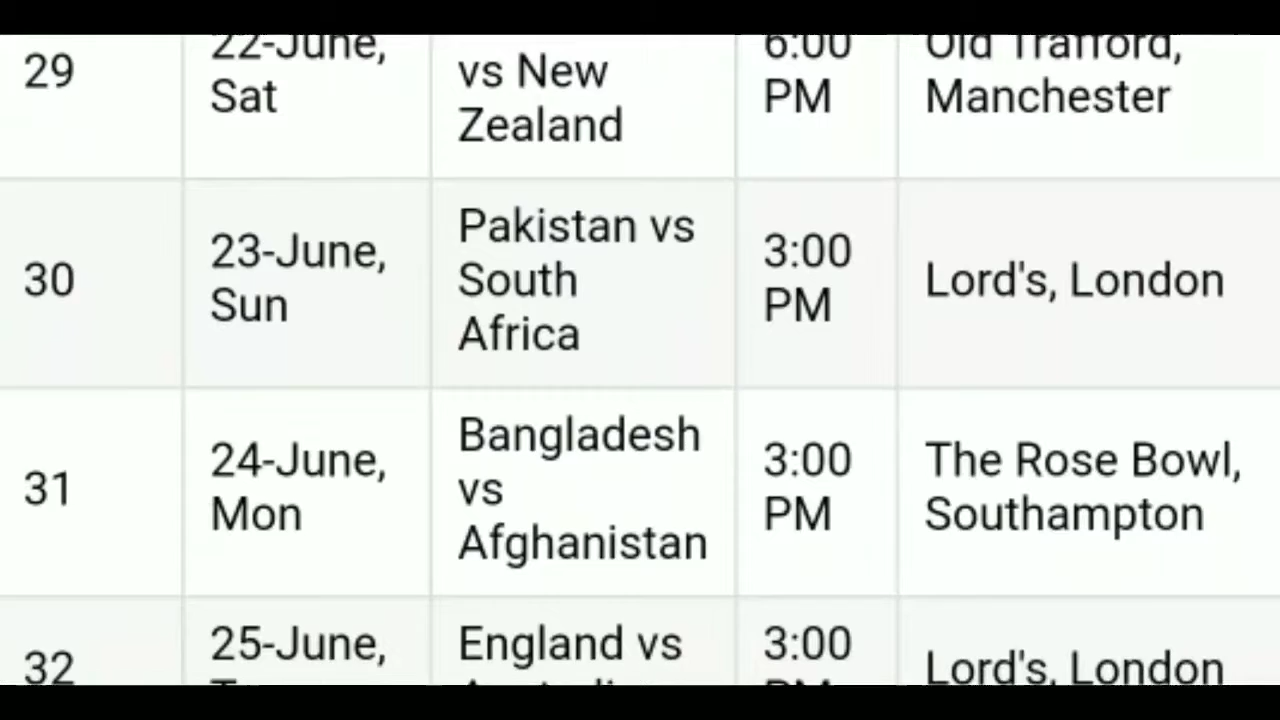 29
22-June,
Sat
vs New
Zealand
6:00
PM
Old Trafford,
Manchester
30
23-June,
Sun
Pakistan vs
South
Africa
3:00
PM
Lord's, London
31
24-June,
Mon
Bangladesh
vs
Afghanistan
3:00
PM
The Rose Bowl,
Southampton
32
25-June,
England vs
3:00
PM
Lord's, London